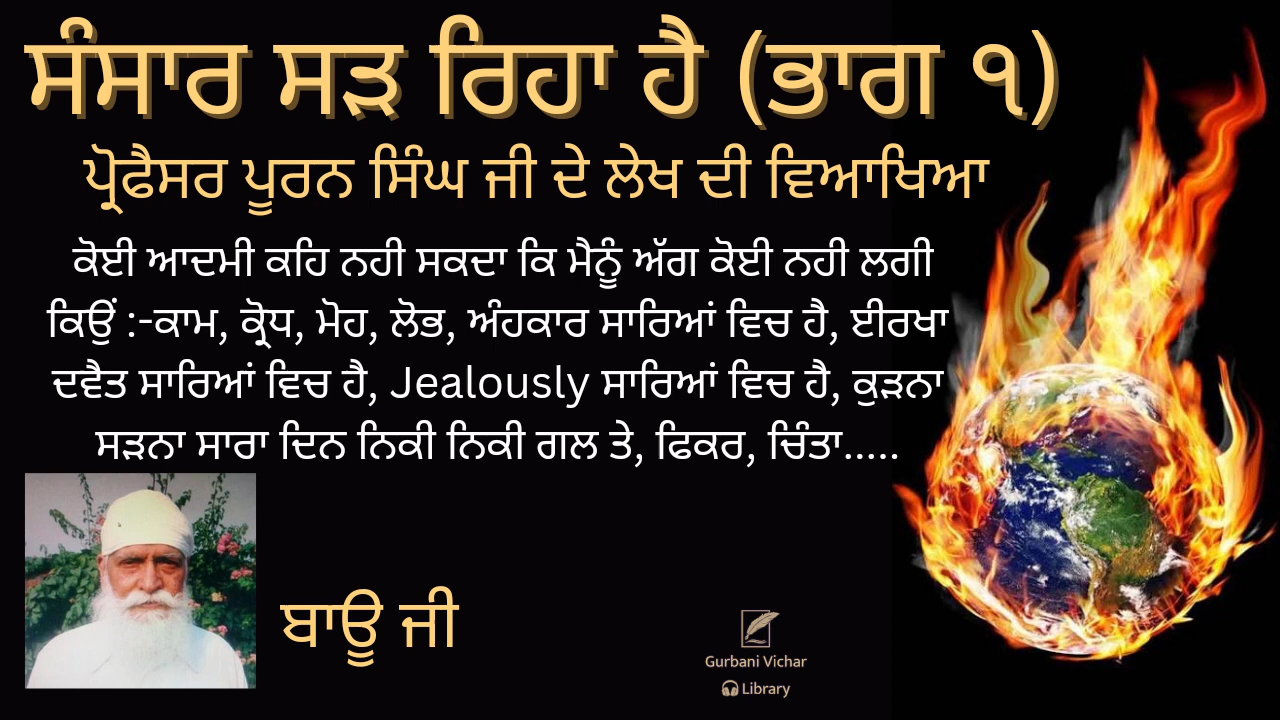 ਸੰਸਾਰ ਸੜ ਰਿਹਾ ਹੈ (ਭਾਗ ੧)
ਪ੍ਰੋਫੈਸਰ ਪੂਰਨ ਸਿੰਘ ਜੀ ਦੇ ਲੇਖ ਦੀ ਵਿਆਖਿਆ
ਕੋਈ ਆਦਮੀ ਕਹਿ ਨਹੀ ਸਕਦਾ ਕਿ ਮੈਨੂੰ ਅੱਗ ਕੋਈ ਨਹੀ ਲਗੀ
ਕਿਉਂ :-ਕਾਮ, ਕ੍ਰੋਧ, ਮੋਹ, ਲੋਭ, ਅੰਹਕਾਰ ਸਾਰਿਆਂ ਵਿਚ ਹੈ, ਈਰਖਾ
ਦਵੈਤ ਸਾਰਿਆਂ ਵਿਚ ਹੈ, Jealously ਸਾਰਿਆਂ ਵਿਚ ਹੈ, ਕੁੜਨਾ
ਸੜਨਾ ਸਾਰਾ ਦਿਨ ਨਿਕੀ ਨਿਕੀ ਗਲ ਤੇ, ਫਿਕਰ, ਚਿੰਤਾ.....
ਬਾਊ ਜੀ
Gurbani Vichar
Library